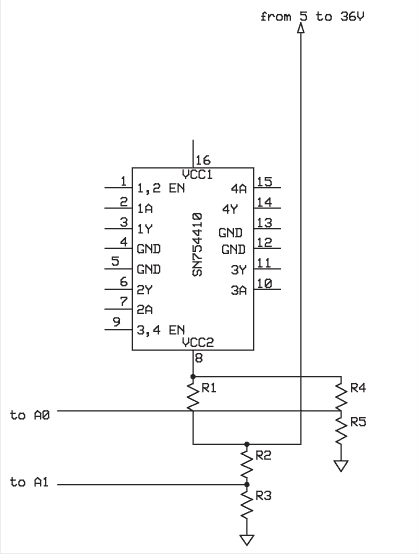 from 5 to 36V
16
VCC1
1 1,2 EN 4A 15
2 1A 4Y 14
3 1Y GND 13
4 GND GND 12
5 GND 3Y 11
6 2Y 3A 10
7 2A
9 3,4 EN
SN754410
VCC2
8
R1 R4
to A0 R5
R2
to A1 R3